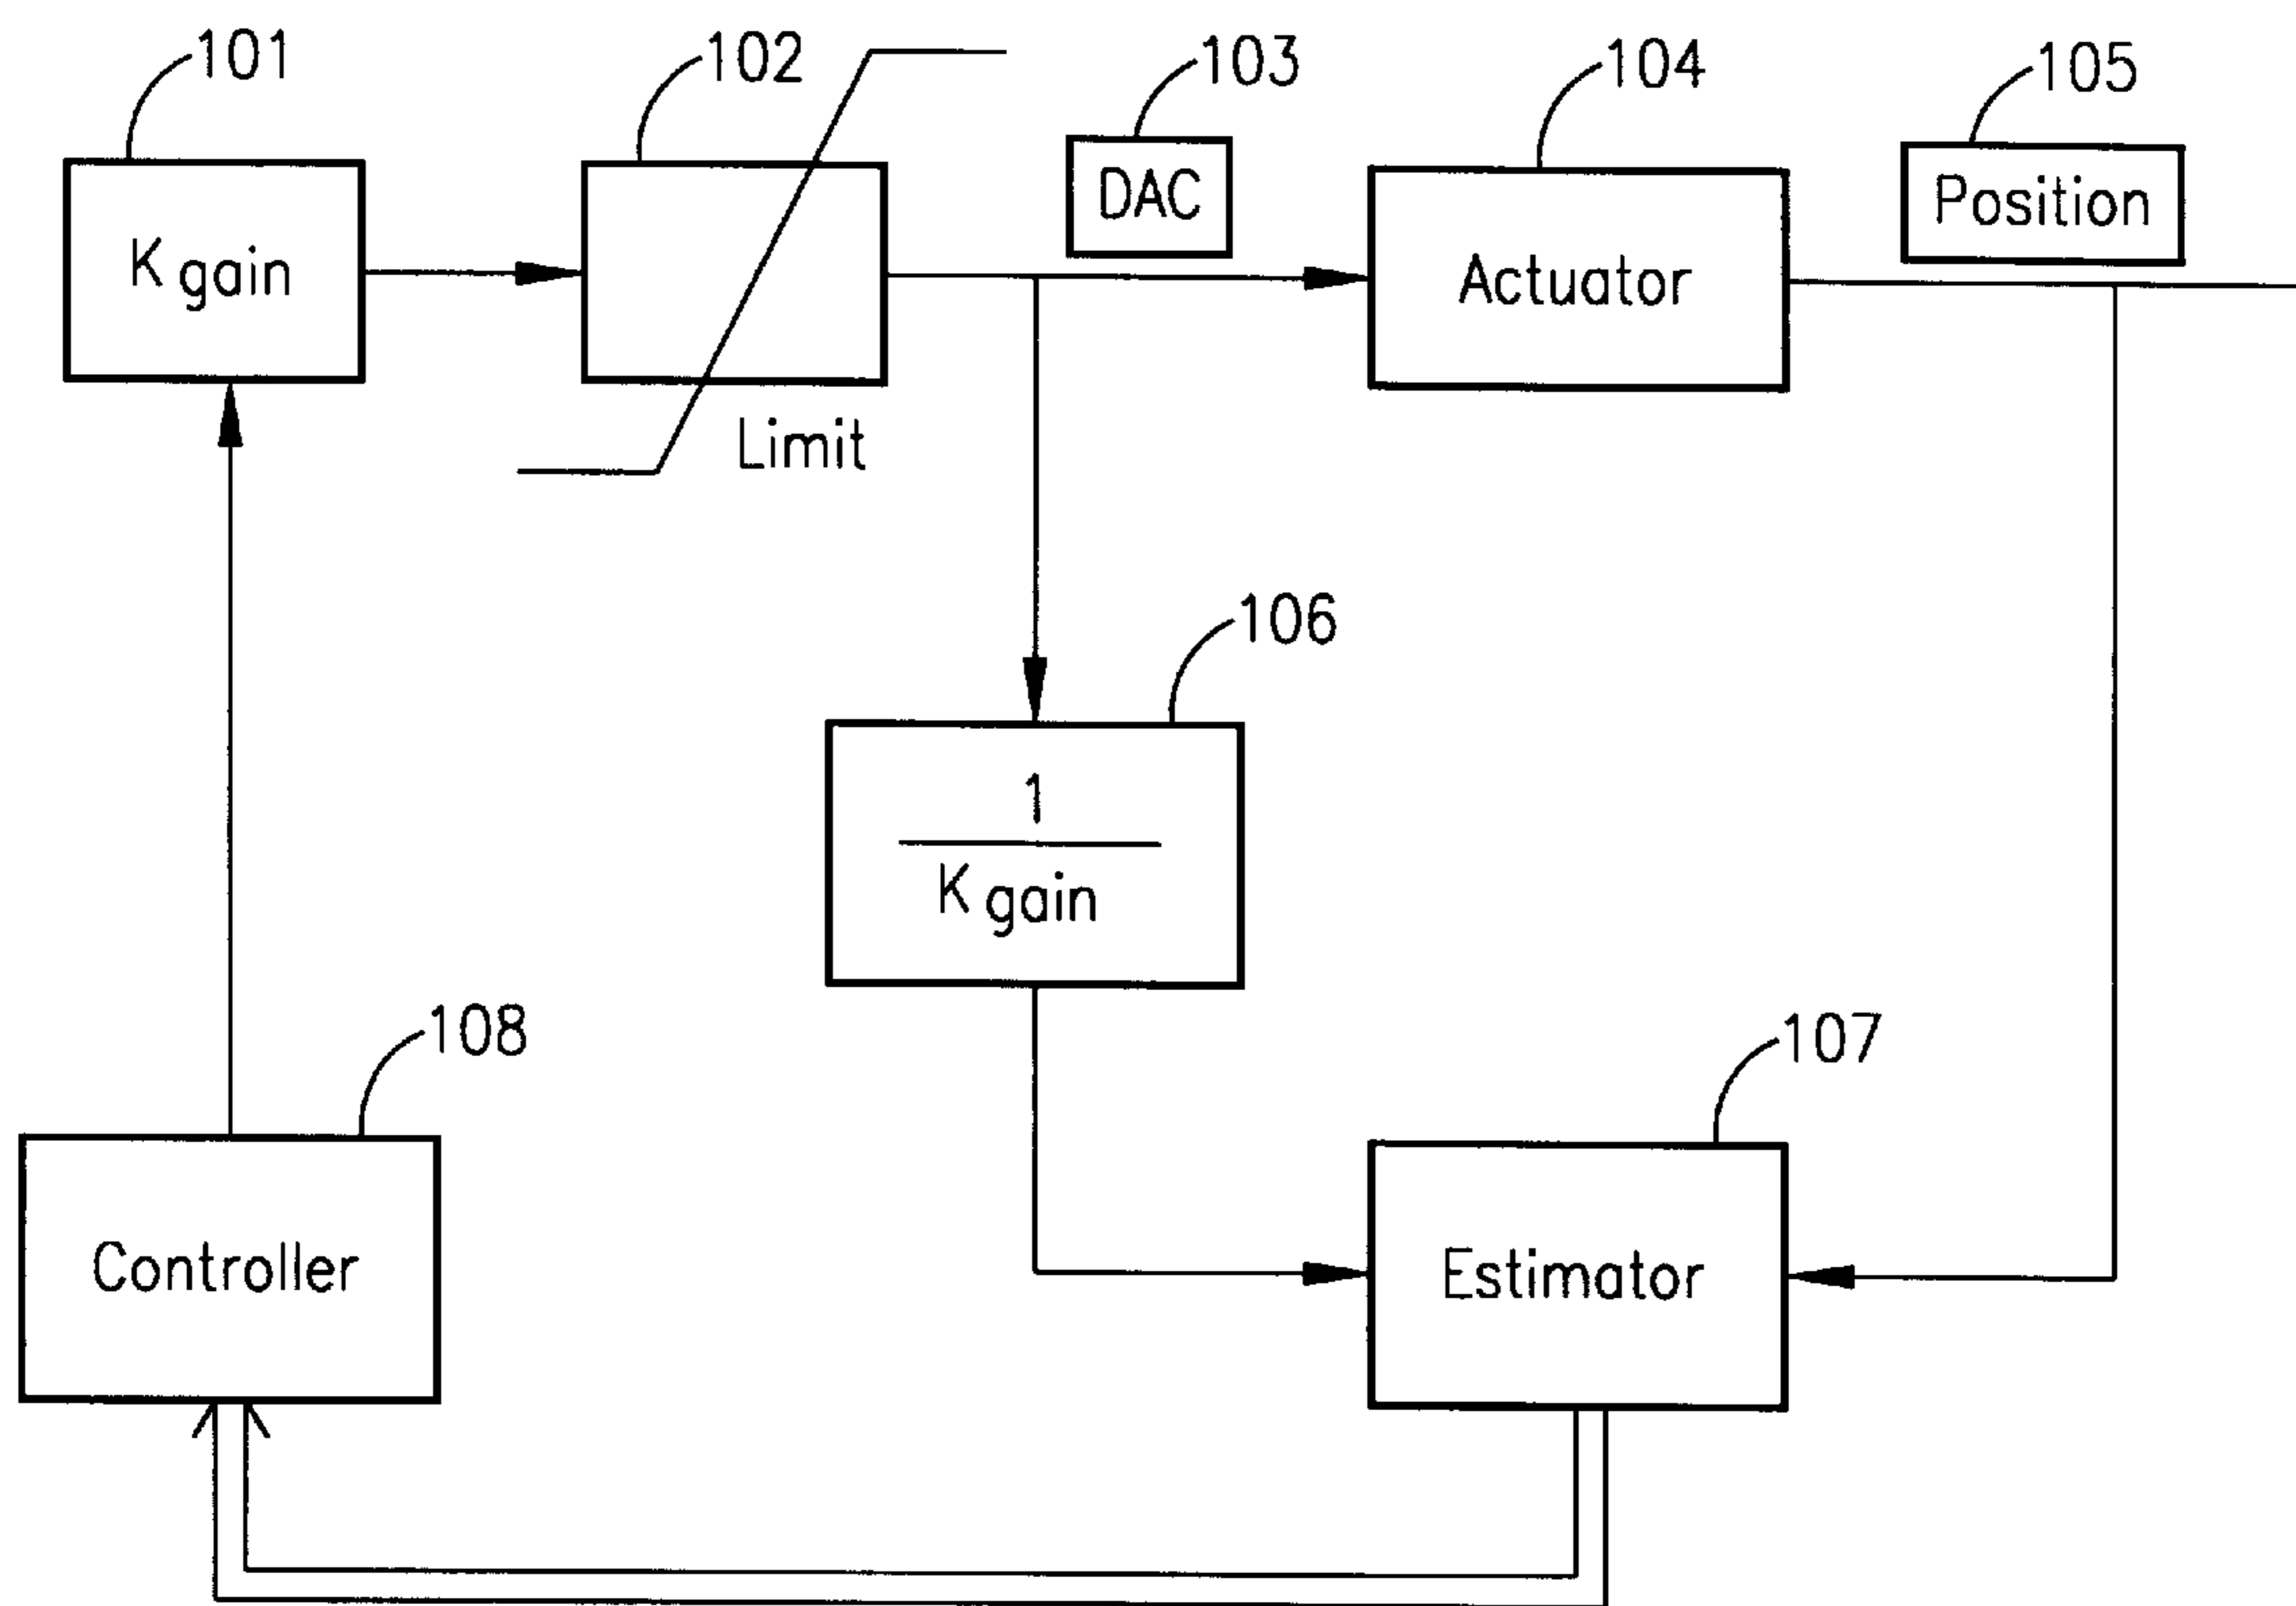 101
102
103
104
105
K gain
DAC
Actuator
Position
Limit
106
1
K gain
108
107
Controller
Estimator